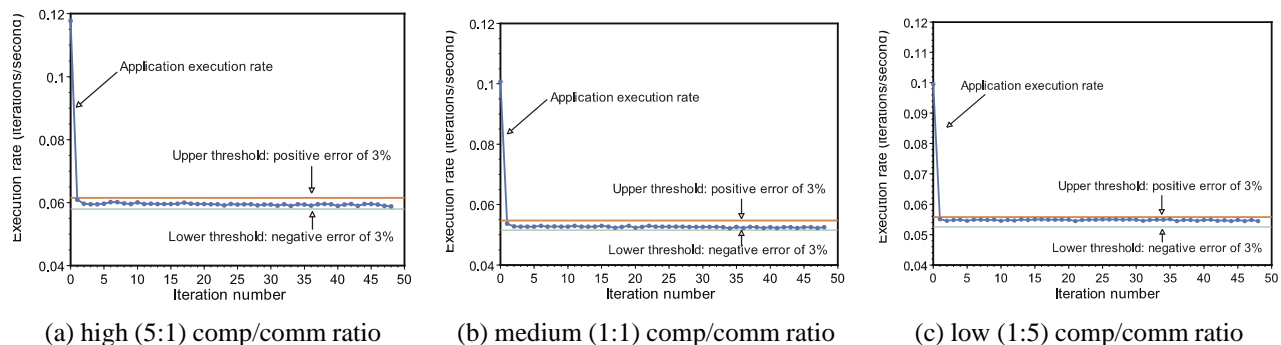 Execution rate (iterations/second)
0.12
0.1
0.08
0.06
0.04
Application execution rate
Upper threshold: positive error of 3%
Lower threshold: negative error of 3%
0 5 10 15 20 25 30 35 40 45 50
Iteration number
(a) high (5:1) comp/comm ratio
Execution rate (iterations/second)
0.12
0.1
0.08
0.06
0.04
Application execution rate
Upper threshold: positive error of 3%
Lower threshold: negative error of 3%
0 5 10 15 20 25 30 35 40 45 50
Iteration number
(b) medium (1:1) comp/comm ratio
Execution rate (iterations/second)
0.12
0.11
0.1
0.09
0.08
0.07
0.06
0.05
0.04
Application execution rate
Upper threshold: positive error of 3%
Lower threshold: negative error of 3%
0 5 10 15 20 25 30 35 40 45 50
Iteration number
(c) low (1:5) comp/comm ratio